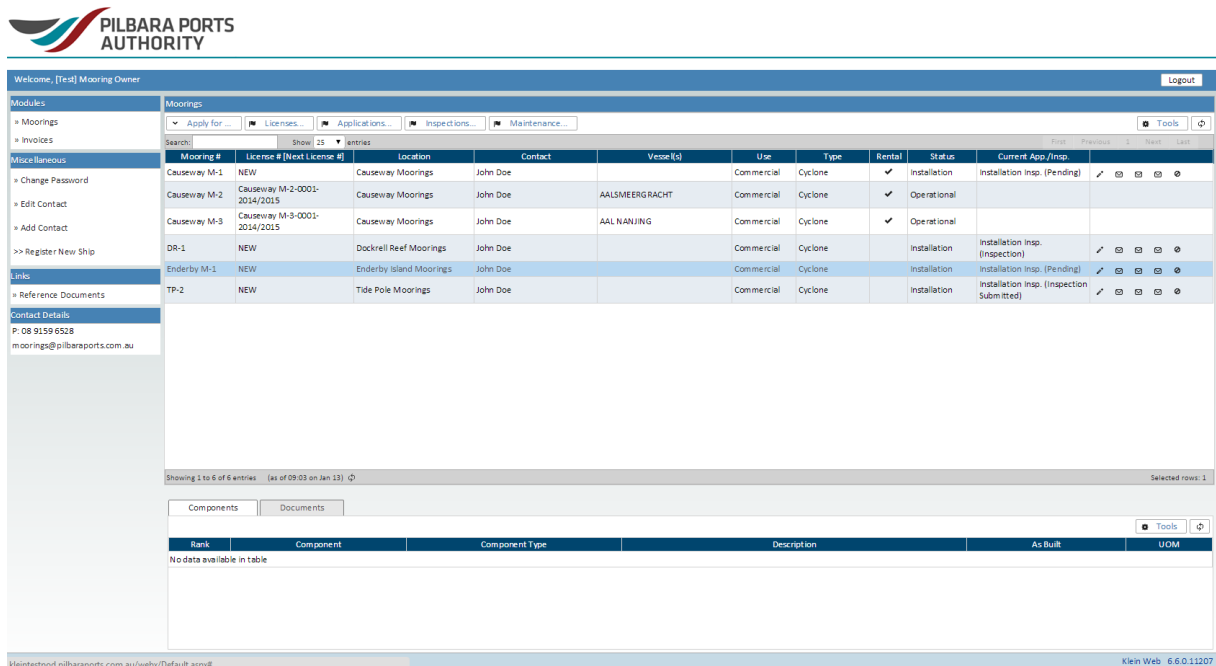 PILBARA PORTS
AUTHORITY
Welcome, [Test] Mooring Owner
Logout
Modules
» Moorings
» Invoices
Miscellaneous
» Change Password
» Edit Contact
» Add Contact
>> Register New Ship
Links
» Reference Documents
Contact Details
P: 08 9159 6528
moorings@pilbaraports.com.au
Moorings
Apply for ... Licenses... Applications... Inspections... Maintenance... Tools
Search: Show 25 entries First Previous 1 Next Last
Mooring # License # [Next License #] Location Contact Vessel(s) Use Type Rental Status Current App./Insp.
Causeway M-1 NEW Causeway Moorings John Doe Commercial Cyclone ✔ Installation Installation Insp. (Pending)
Causeway M-2 Causeway M-2-0001- Causeway Moorings John Doe AALSMEERGRACHT Commercial Cyclone ✔ Operational
2014/2015
Causeway M-3 Causeway M-3-0001- Causeway Moorings John Doe AAL NANJING Commercial Cyclone ✔ Operational
2014/2015
DR-1 NEW Dockrell Reef Moorings John Doe Commercial Cyclone Installation Installation Insp.
(Inspection)
Enderby M-1 NEW Enderby Island Moorings John Doe Commercial Cyclone Installation Installation Insp. (Pending)
TP-2 NEW Tide Pole Moorings John Doe Commercial Cyclone Installation Installation Insp. (Inspection
Submitted)
Showing 1 to 6 of 6 entries (as of 09:03 on Jan 13) Selected rows: 1
Components Documents
Tools
Rank Component Component Type Description As Built UOM
No data available in table
kleintestpod.pilbaraports.com.au/webx/Default.aspx#
Klein Web 6.6.0.11207